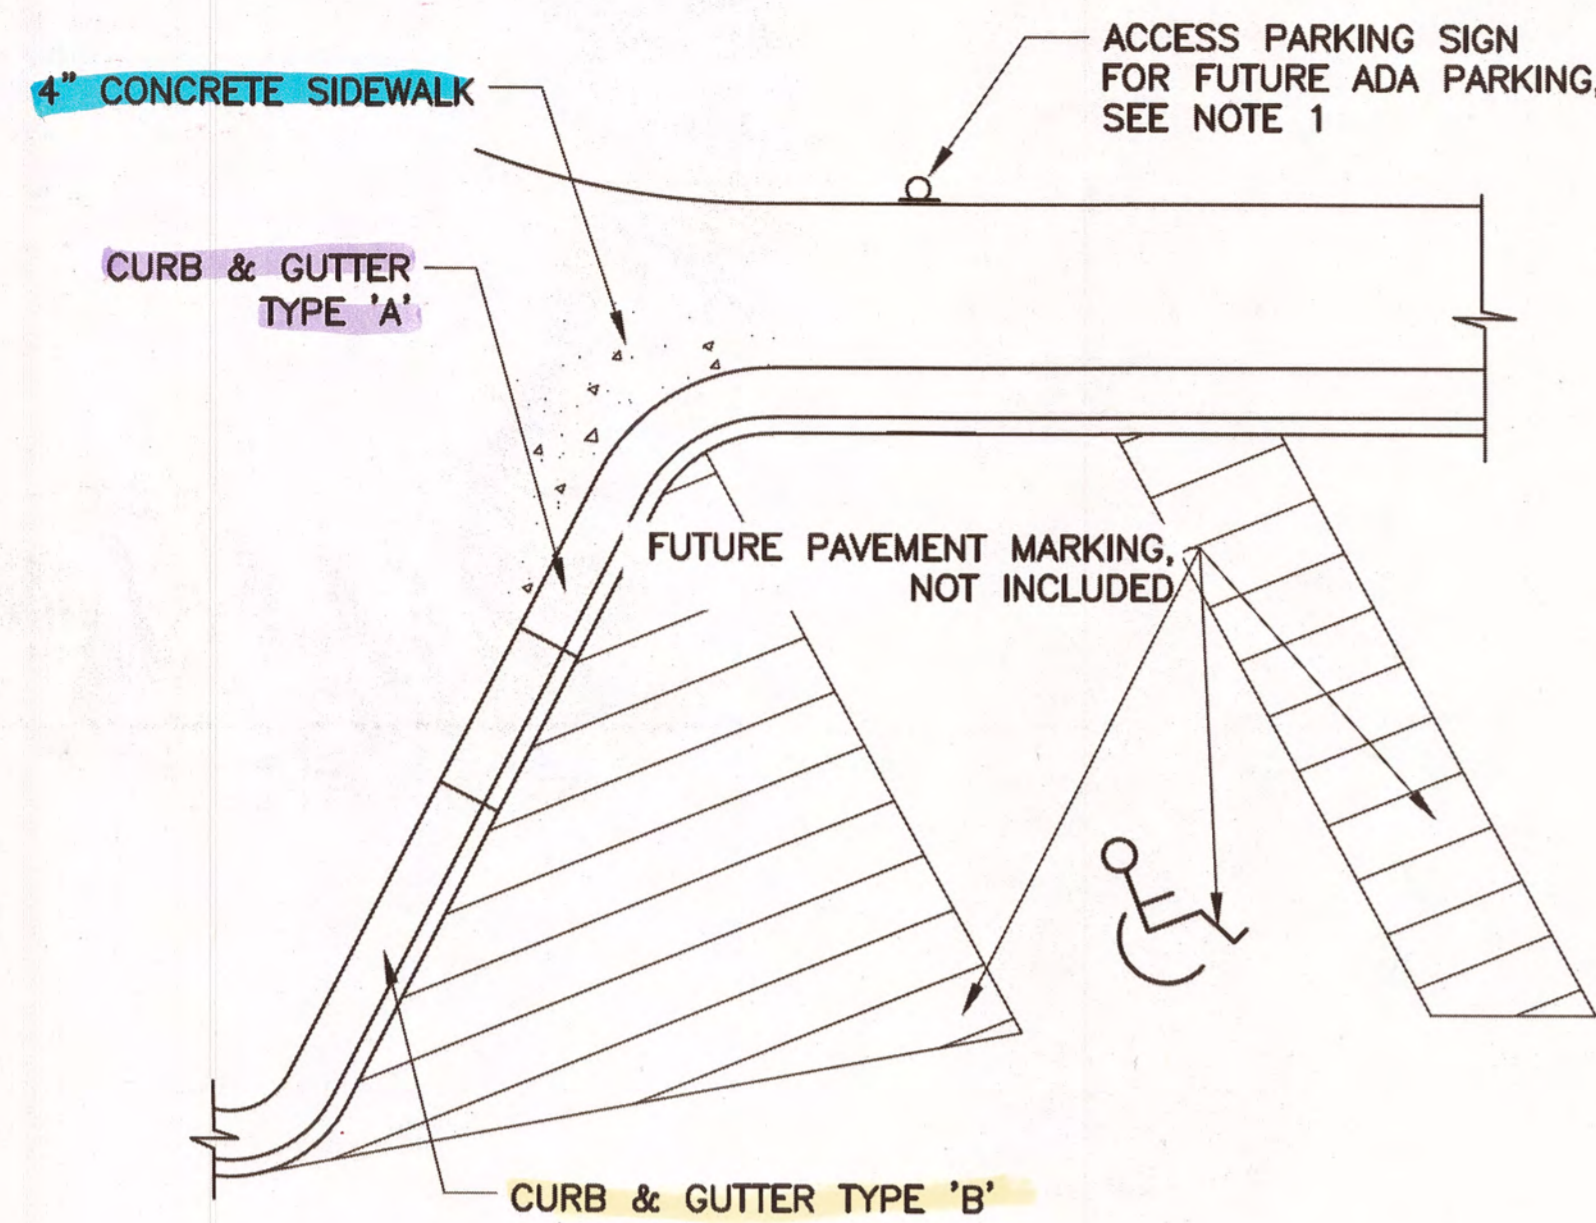 ACCESS PARKING SIGN
FOR FUTURE ADA PARKING,
SEE NOTE 1
4" CONCRETE SIDEWALK
CURB & GUTTER
TYPE 'A'
FUTURE PAVEMENT MARKING,
NOT INCLUDED
CURB & GUTTER TYPE 'B'